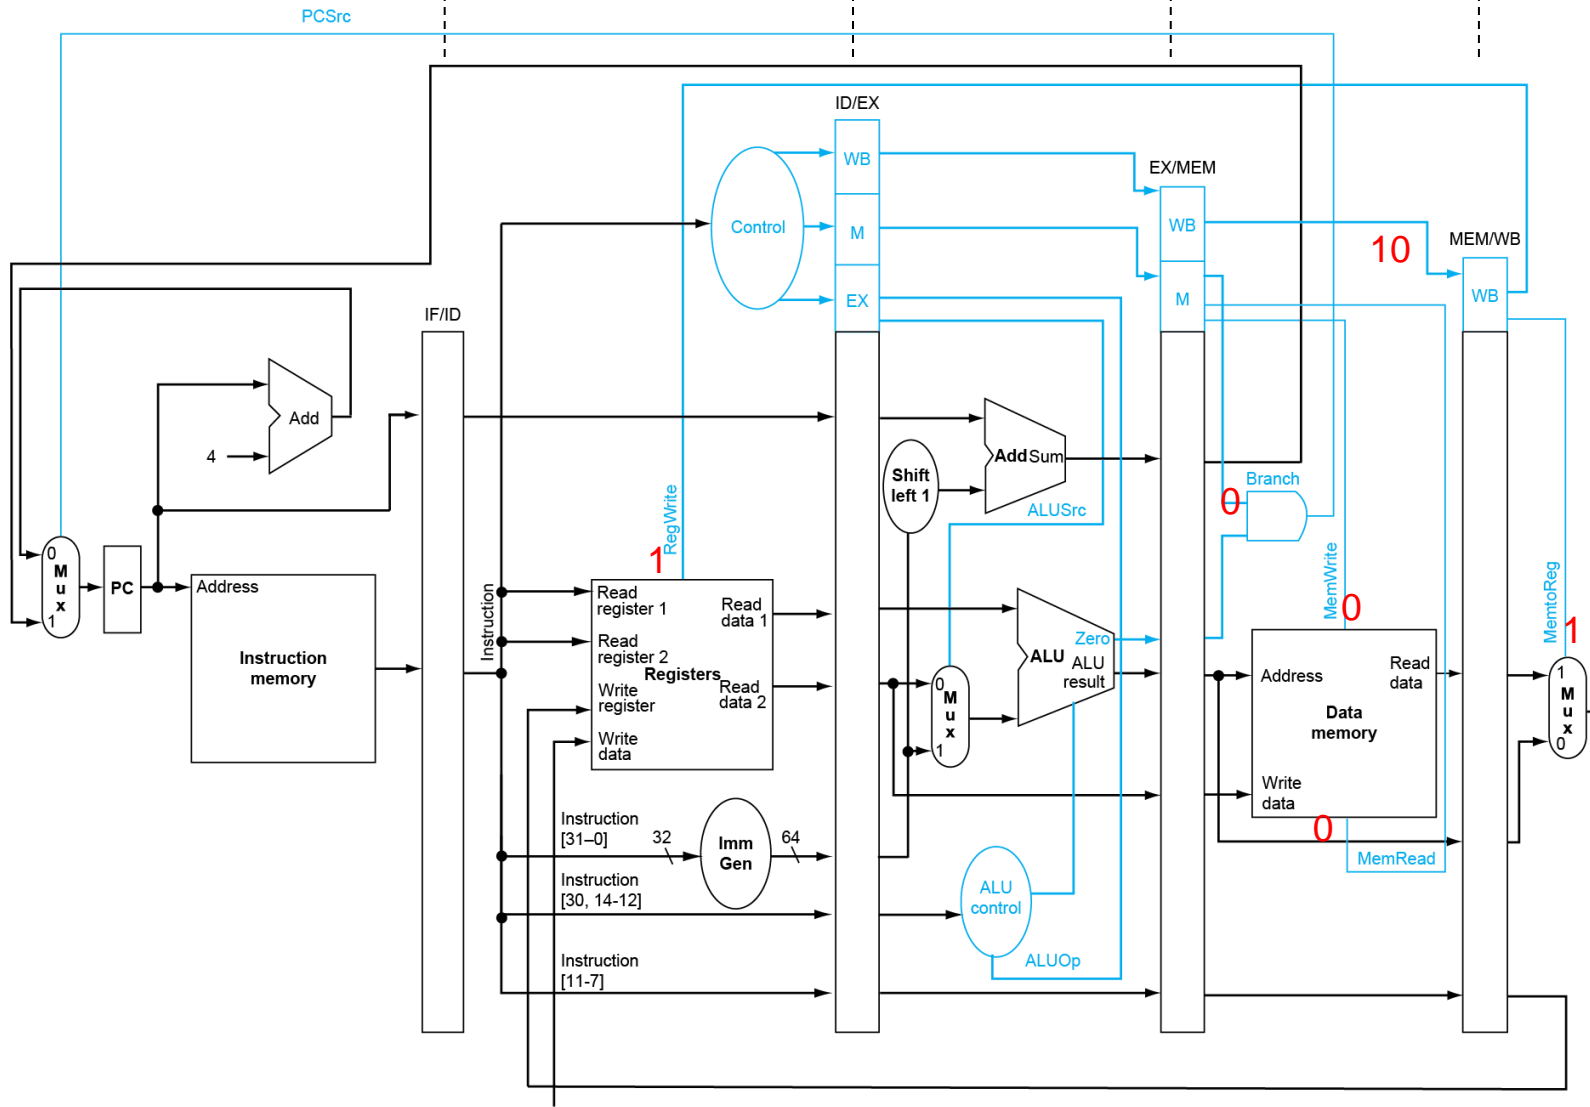 PCSrc
ID/EX
WB
EX/MEM
Control
M
WB
10
MEM/WB
EX
M
WB
IF/ID
Add
4
Shift
left 1
Add Sum
Branch
0
ALUSrc
RegWrite
1
MemWrite
0
MemtoReg
1
0
M
u
x
1
PC
Address
Instruction
memory
Instruction
Read
register 1
Read
data 1
Read
register 2
Registers
Write
register
Read
data 2
Write
data
0
M
u
x
1
Zero
ALU
ALU
result
Address
Read
data
Data
memory
Write
data
0
MemRead
1
M
u
x
0
Instruction
[31–0]
32
Imm
Gen
64
Instruction
[30, 14-12]
ALU
control
ALUOp
Instruction
[11-7]